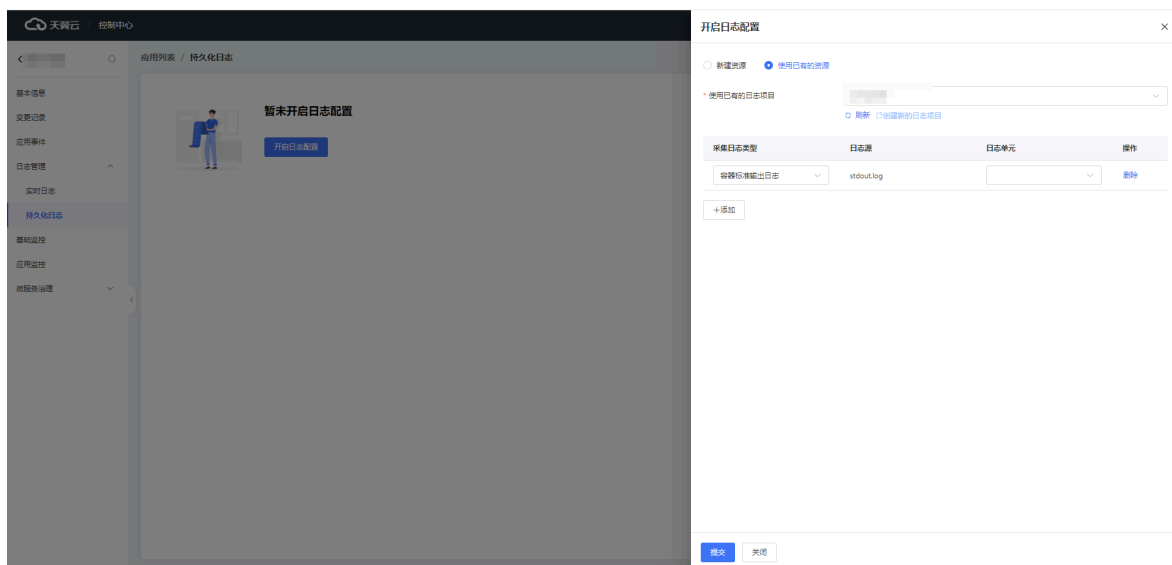 天翼云 控制中心
应用列表 / 持久化日志
基本信息
变更记录
应用事件
日志管理
实时日志
持久化日志
基础监控
应用监控
微服务治理
暂未开启日志配置
开启日志配置
开启日志配置
新建资源 使用已有的资源
* 使用已有的日志项目
刷新 创建新的日志项目
采集日志类型 日志源 日志单元 操作
容器标准输出日志 stdout.log 删除
+添加
提交 关闭